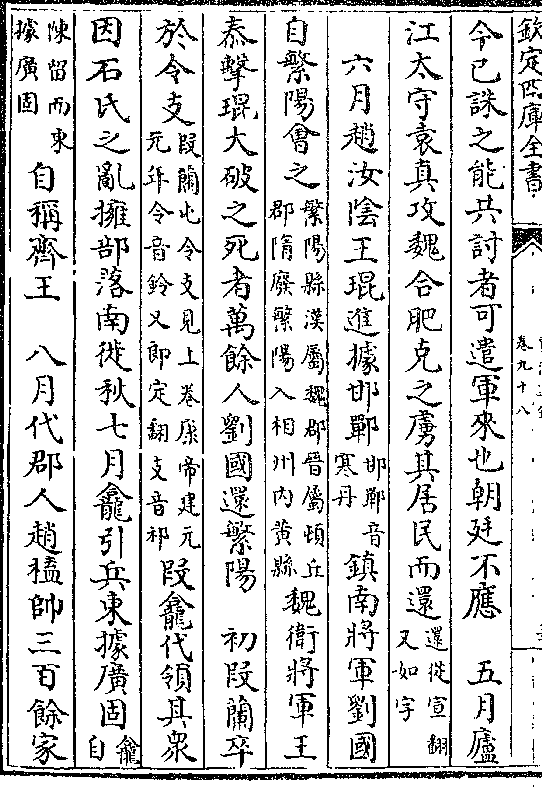 欽定四庫全書
卷九十八
今已誅之能共討者可遣軍來也朝廷不應　五月廬
江太守袁真攻魏合肥克之虜其居民而還還從宣翻又如字
六月趙汝陰王琨進據邯鄲邯鄲音寒丹鎮南將軍劉國
自繁陽會之繁陽縣漢屬魏郡晉屬頓丘郡隋廢繁陽入相州内黄縣魏衛將軍王
泰擊琨大破之死者萬餘人劉國還繁陽　初段蘭卒
於令支段蘭屯令支見上卷康帝建元元年令音鈴又郎定翻支音祁段龕代領其衆
因石氏之亂擁部落南徙秋七月龕引兵東據廣固龕自
陳留而東據廣固自稱齊王　八月代郡人趙榼帥三百餘家